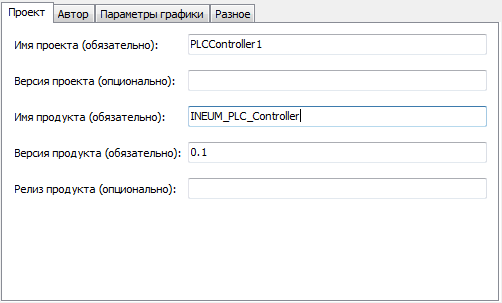 Проект Автор Параметры графики Разное
Имя проекта (обязательно): PLCController1
Версия проекта (опционально):
Имя продукта (обязательно): INEUM_PLC_Controller
Версия продукта (обязательно): 0.1
Релиз продукта (опционально):